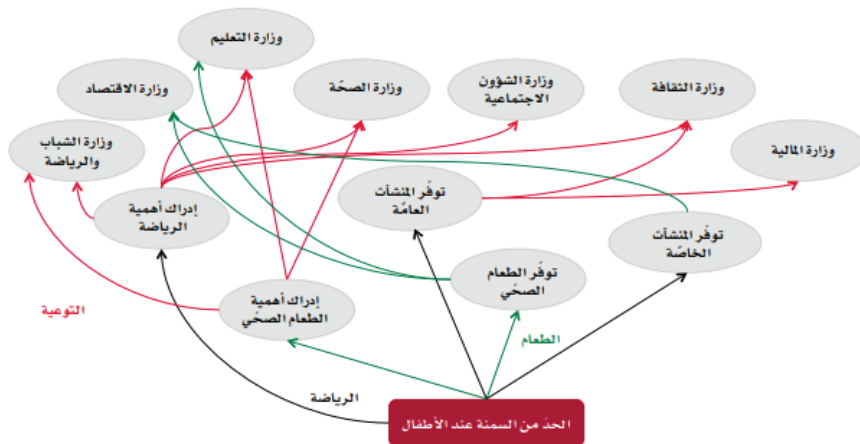 وزارة التعليم
وزارة الاقتصاد
وزارة الصحّة
وزارة الشؤون
الاجتماعية
وزارة الثقافة
وزارة الشباب
والرياضة
وزارة المالية
إدراك أهمية
الرياضة
توفّر المنشآت
العامّة
توفّر المنشآت
الخاصّة
إدراك أهمية
الطعام الصحّي
توفّر الطعام
الصحّي
التوعية
الطعام
الرياضة
الحدّ من السمنة عند الأطفال